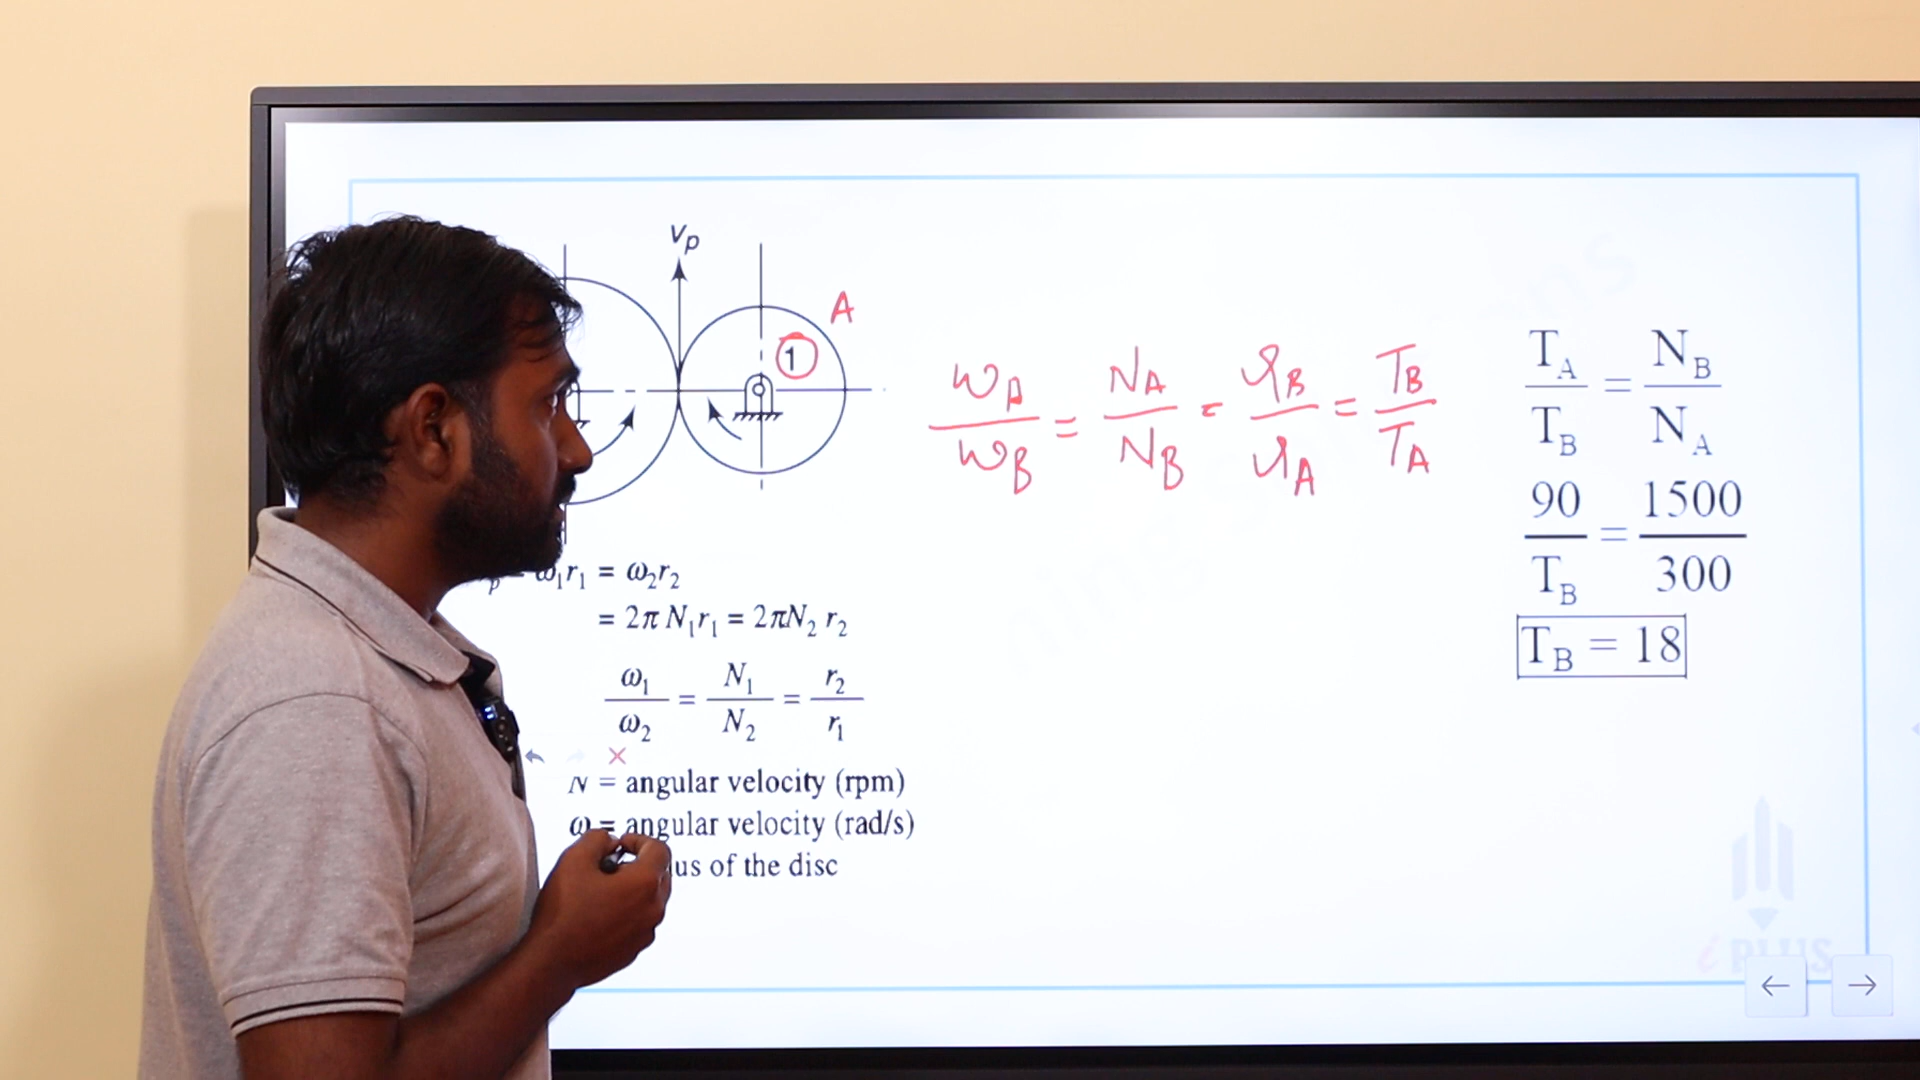 Vp
A
1
ωA/ωB = NA/NB = rB/rA = TB/TA
p = ω1r1 = ω2r2
= 2π N1r1 = 2πN2 r2
ω1/ω2 = N1/N2 = r2/r1
N = angular velocity (rpm)
ω = angular velocity (rad/s)
us of the disc
TA/TB = NB/NA
90/TB = 1500/300
TB = 18
i PLUS